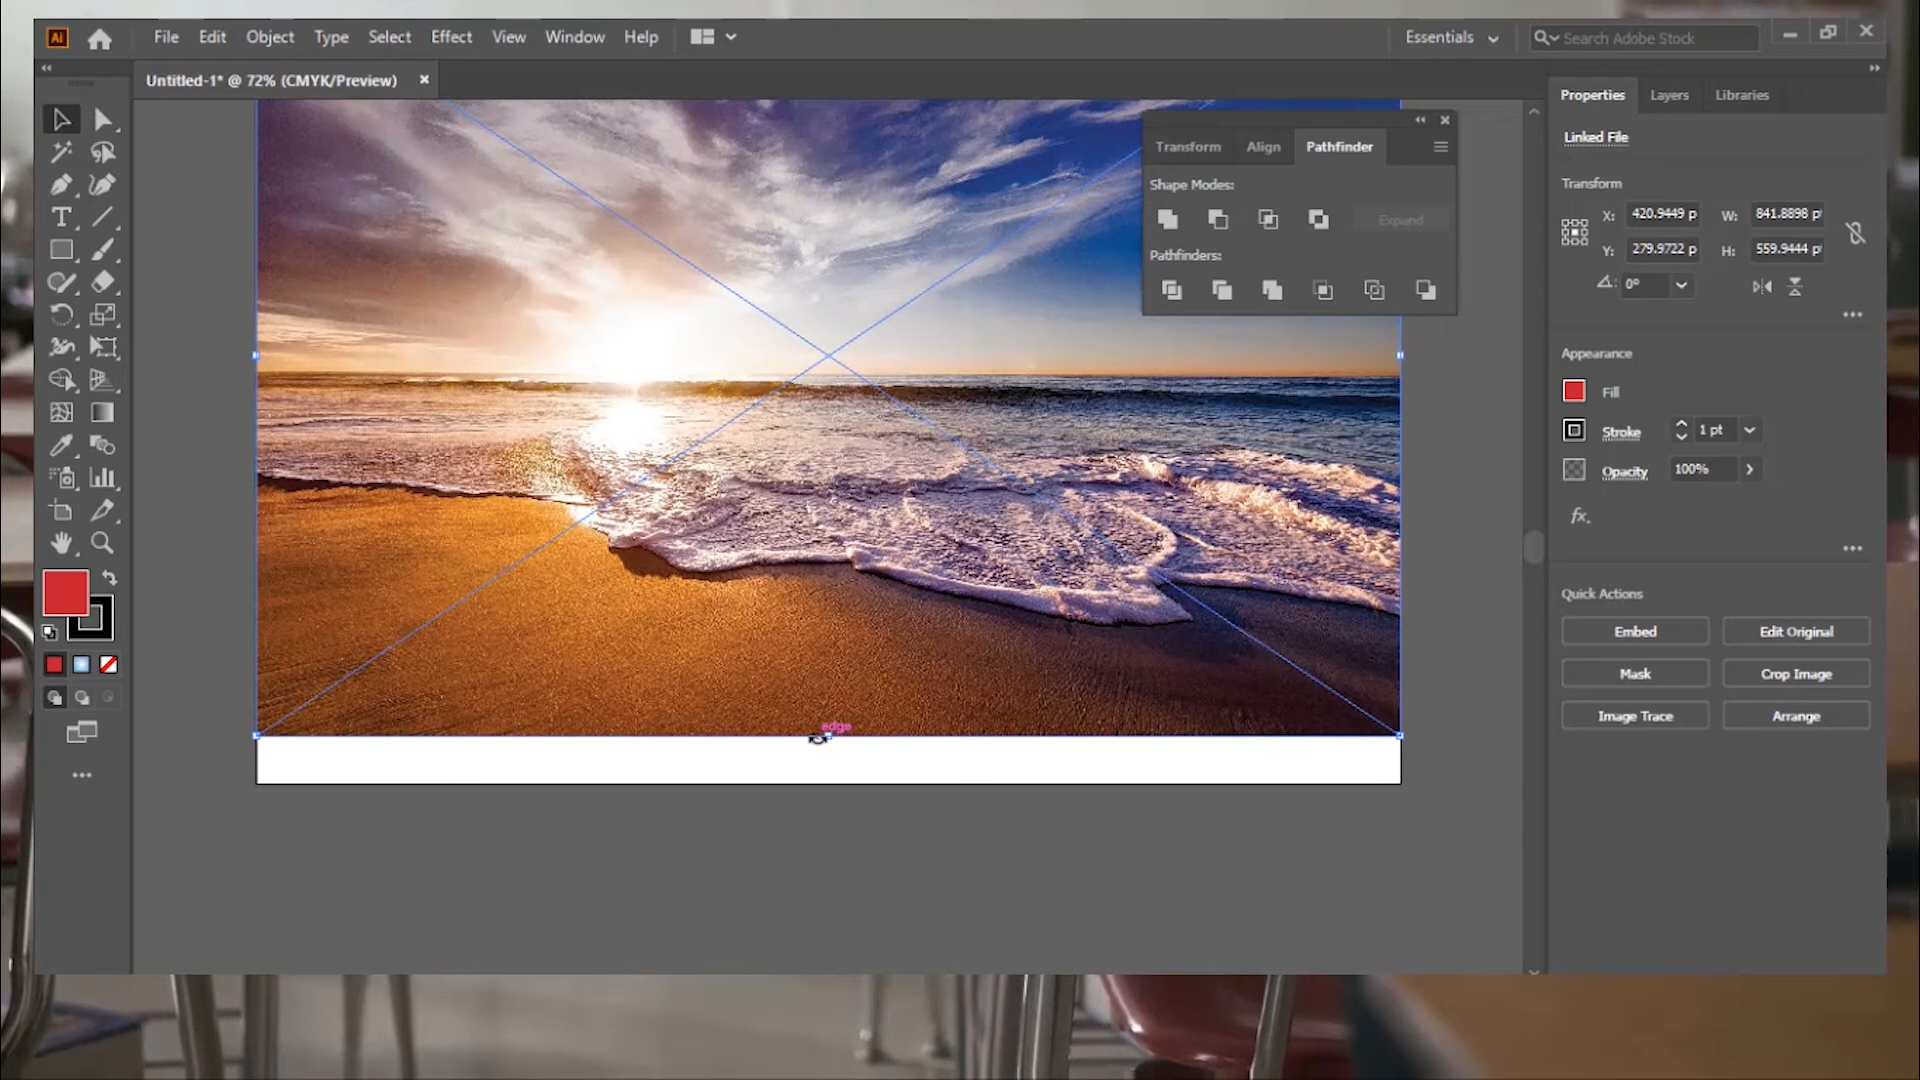 Ai File Edit Object Type Select Effect View Window Help Essentials Search Adobe Stock
Untitled-1* @ 72% (CMYK/Preview)
Transform Align Pathfinder
Shape Modes:
Expand
Pathfinders:
edge
Properties Layers Libraries
Linked File
Transform
X: 420.9449 p W: 841.8898 p
Y: 279.9722 p H: 559.9444 p
0°
Appearance
Fill
Stroke 1 pt
Opacity 100%
fx.
Quick Actions
Embed Edit Original
Mask Crop Image
Image Trace Arrange